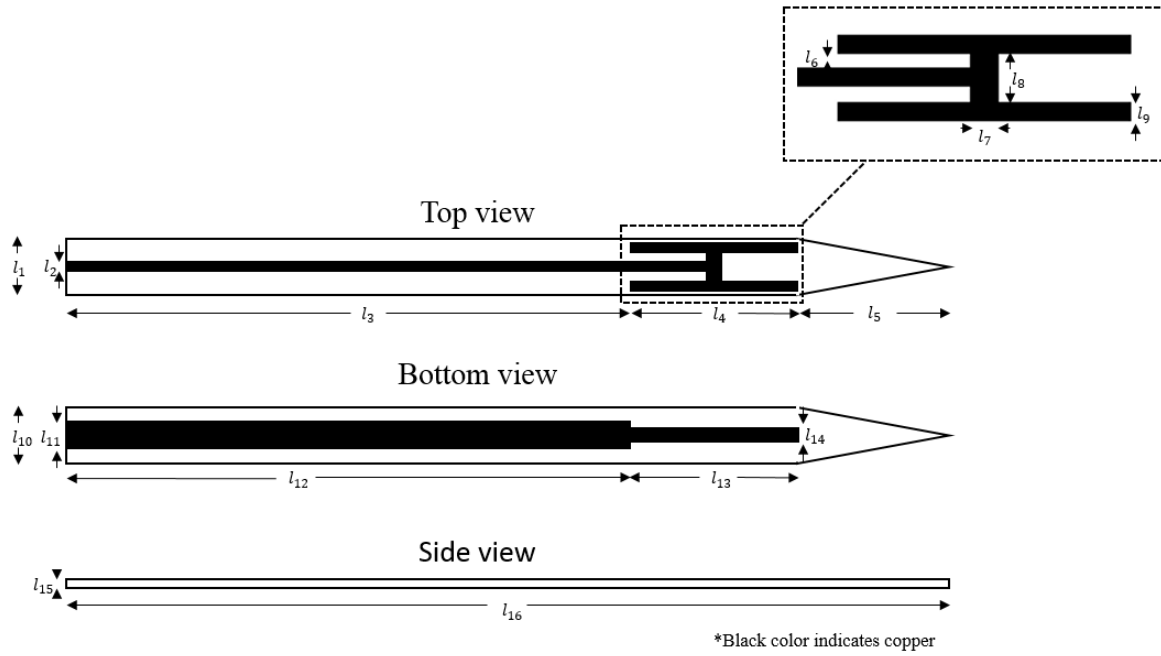 l₆
l₈
l₉
l₇
Top view
l₁
l₂
l₃
l₄
l₅
Bottom view
l₁₀
l₁₁
l₁₄
l₁₂
l₁₃
Side view
l₁₅
l₁₆
*Black color indicates copper